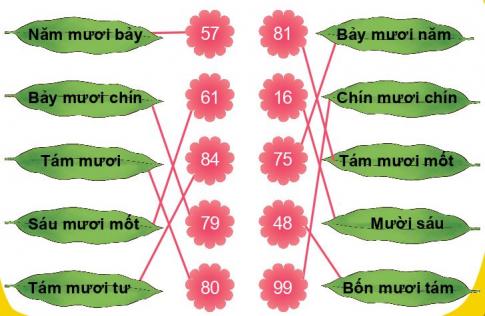 Năm mươi bảy 57 81 Bảy mươi năm
Bảy mươi chín 61 16 Chín mươi chín
Tám mươi 84 75 Tám mươi mốt
Sáu mươi mốt 79 48 Mười sáu
Tám mươi tư 80 99 Bốn mươi tám